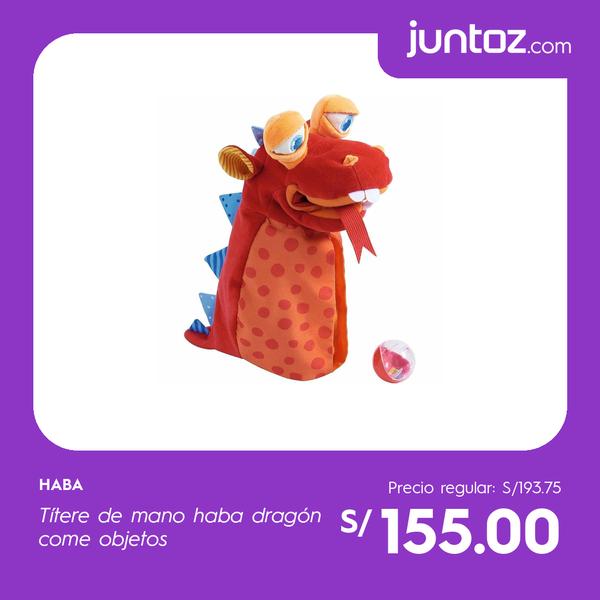 juntoz.com
HABA
Títere de mano haba dragón
come objetos
Precio regular: S/193.75
S/155.00